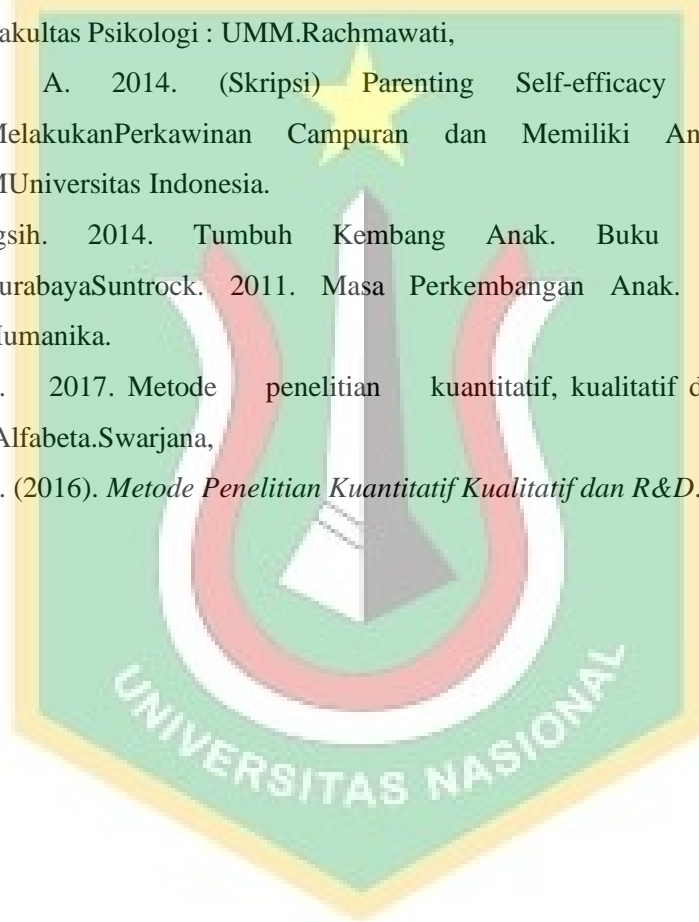 akultas Psikologi : UMM.Rachmawati,
A. 2014. (Skripsi) Parenting Self-efficacy
MelakukanPerkawinan Campuran dan Memiliki An
MUniversitas Indonesia.
gsih. 2014. Tumbuh Kembang Anak. Buku
urabayaSuntrock. 2011. Masa Perkembangan Anak.
Humanika.
. 2017. Metode penelitian kuantitatif, kualitatif d
Alfabeta.Swarjana,
. (2016). Metode Penelitian Kuantitatif Kualitatif dan R&D.
UNIVERSITAS NASIONAL